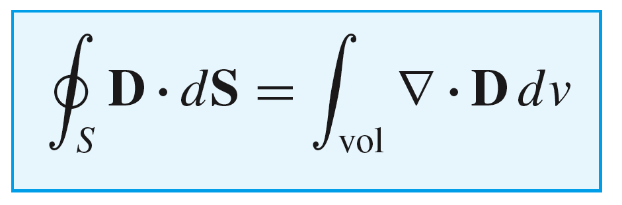 ∮_S 𝐃 · d𝐒 = ∫_vol ∇ · 𝐃 dv